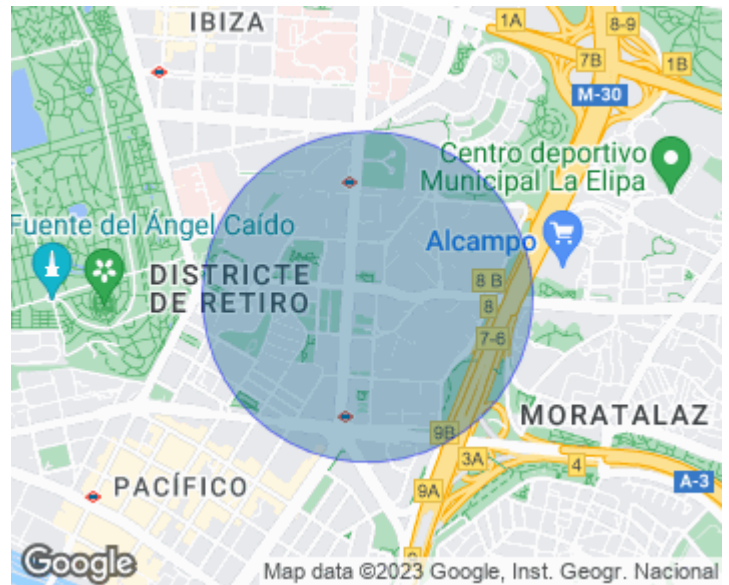 IBIZA
1A
8-9
7B
1B
M-30
Centro deportivo
Municipal La Elipa
Fuente del Ángel Caído
Alcampo
DISTRICTE
DE RETIRO
8 B
8
7-6
MORATALAZ
9B
3A
4
A-3
PACÍFICO
9A
Google
Map data ©2023 Google, Inst. Geogr. Nacional